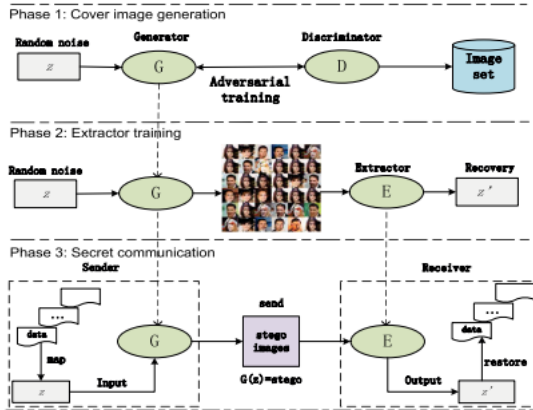 Phase 1: Cover image generation
Random noise
Generator
Discriminator
z
G
D
Image
set
Adversarial
training
Phase 2: Extractor training
Random noise
Extractor
Recovery
z
G
E
z'
Phase 3: Secret communication
Sender
Receiver
...
data
map
G
send
stego
images
E
...
data
restore
z
Input
G(z)=stego
Output
z'